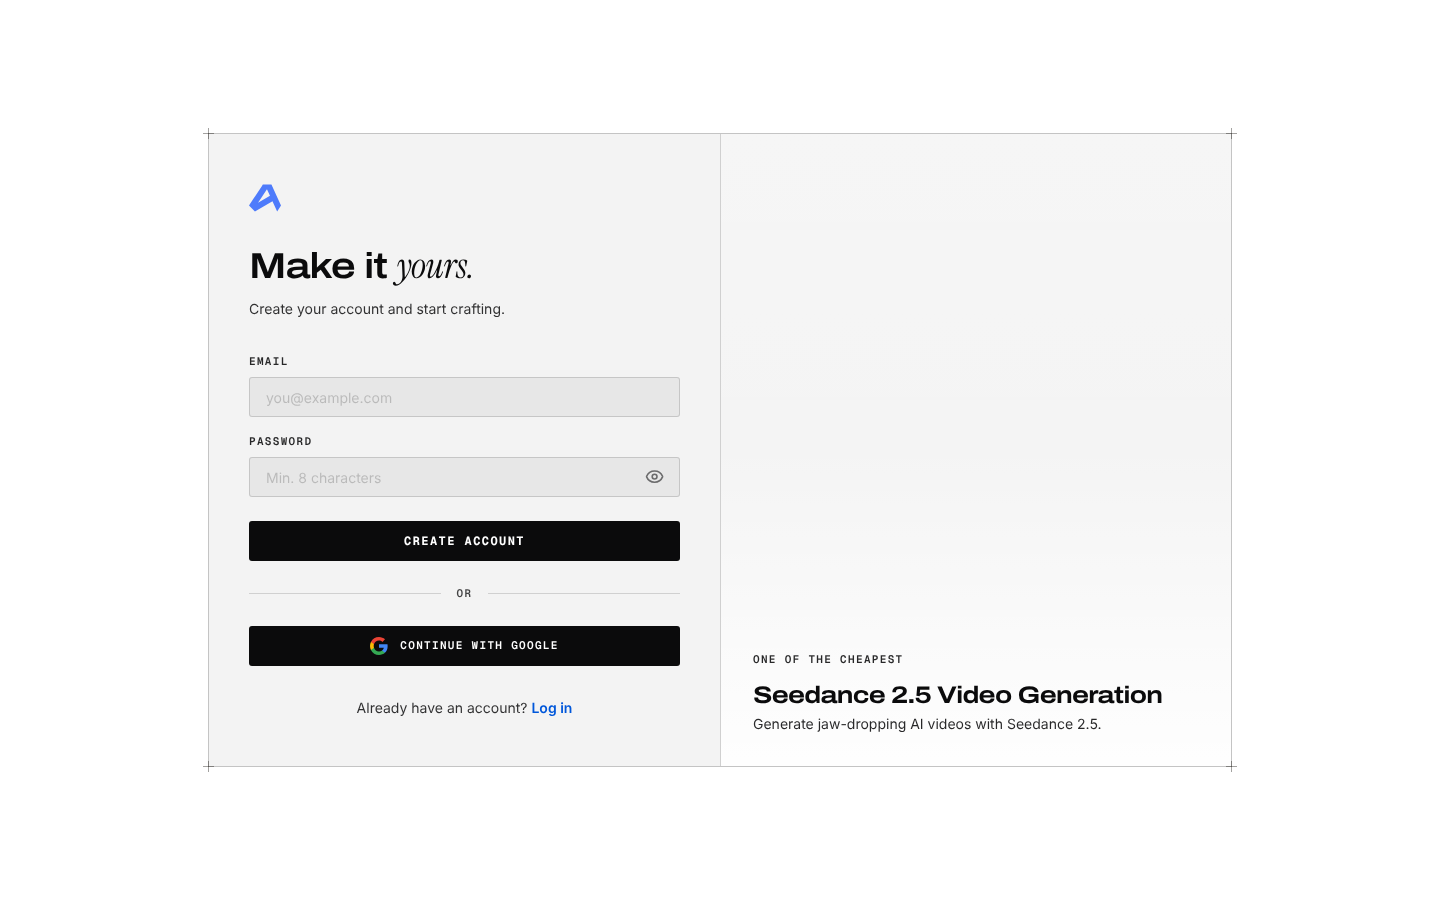 Make it yours.
Create your account and start crafting.
EMAIL
you@example.com
PASSWORD
Min. 8 characters
CREATE ACCOUNT
OR
CONTINUE WITH GOOGLE
Already have an account? Log in
ONE OF THE CHEAPEST
Seedance 2.5 Video Generation
Generate jaw-dropping AI videos with Seedance 2.5.